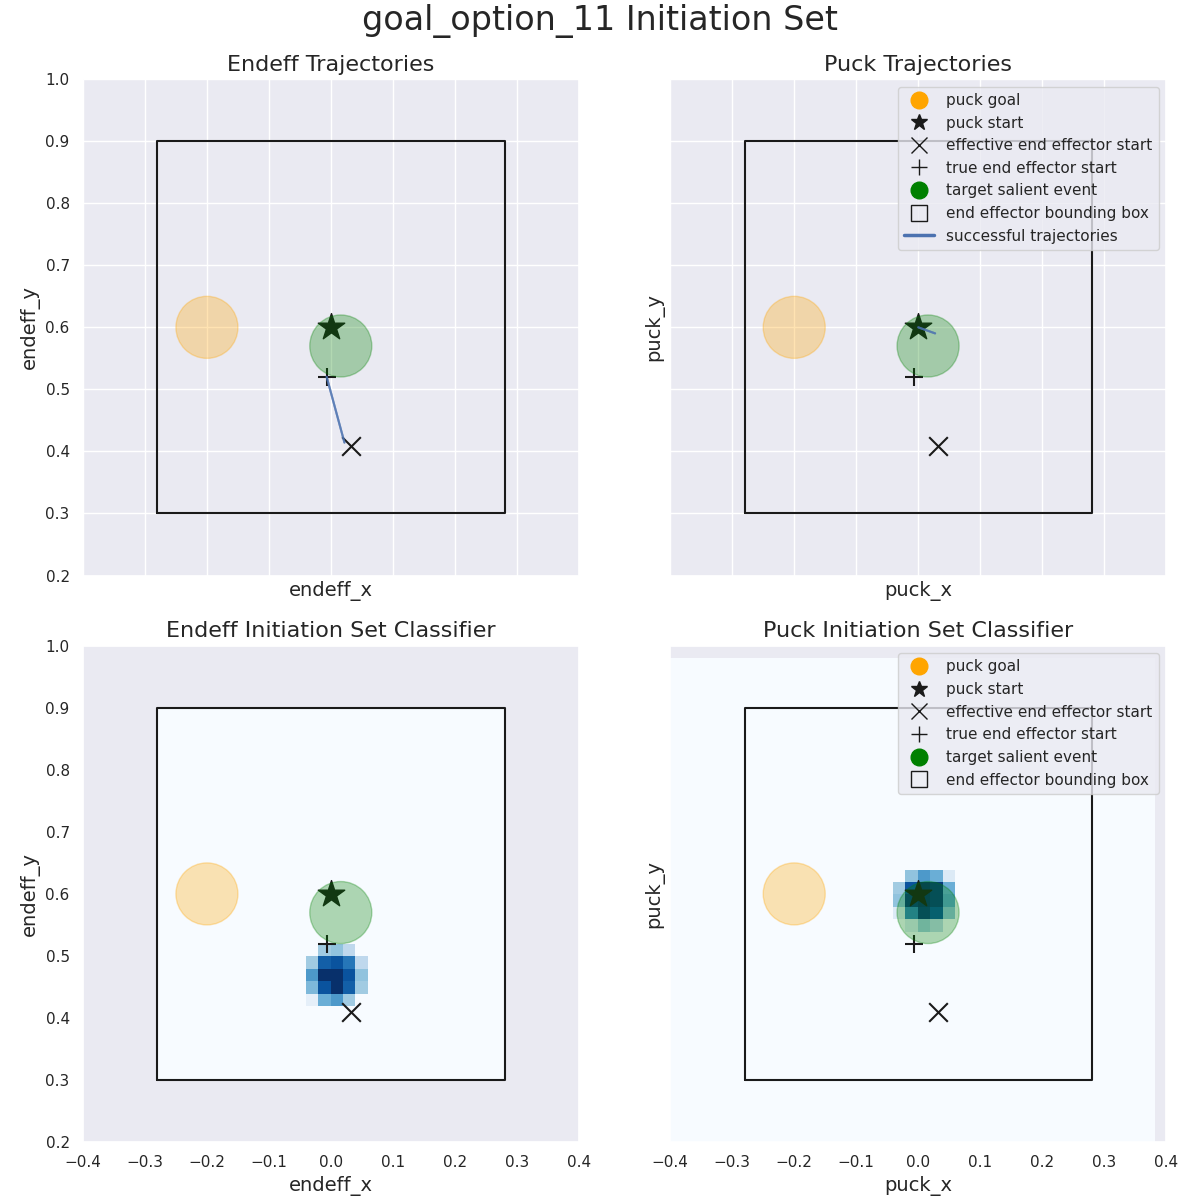 goal_option_11 Initiation Set
Endeff Trajectories
Puck Trajectories
1.0
0.9
0.8
0.7
0.6
0.5
0.4
0.3
0.2
endeff_y
endeff_x
puck_y
puck_x
puck goal
puck start
effective end effector start
true end effector start
target salient event
end effector bounding box
successful trajectories
Endeff Initiation Set Classifier
Puck Initiation Set Classifier
1.0
0.9
0.8
0.7
0.6
0.5
0.4
0.3
0.2
endeff_y
−0.4 −0.3 −0.2 −0.1 0.0 0.1 0.2 0.3 0.4
endeff_x
puck_y
puck goal
puck start
effective end effector start
true end effector start
target salient event
end effector bounding box
−0.4 −0.3 −0.2 −0.1 0.0 0.1 0.2 0.3 0.4
puck_x